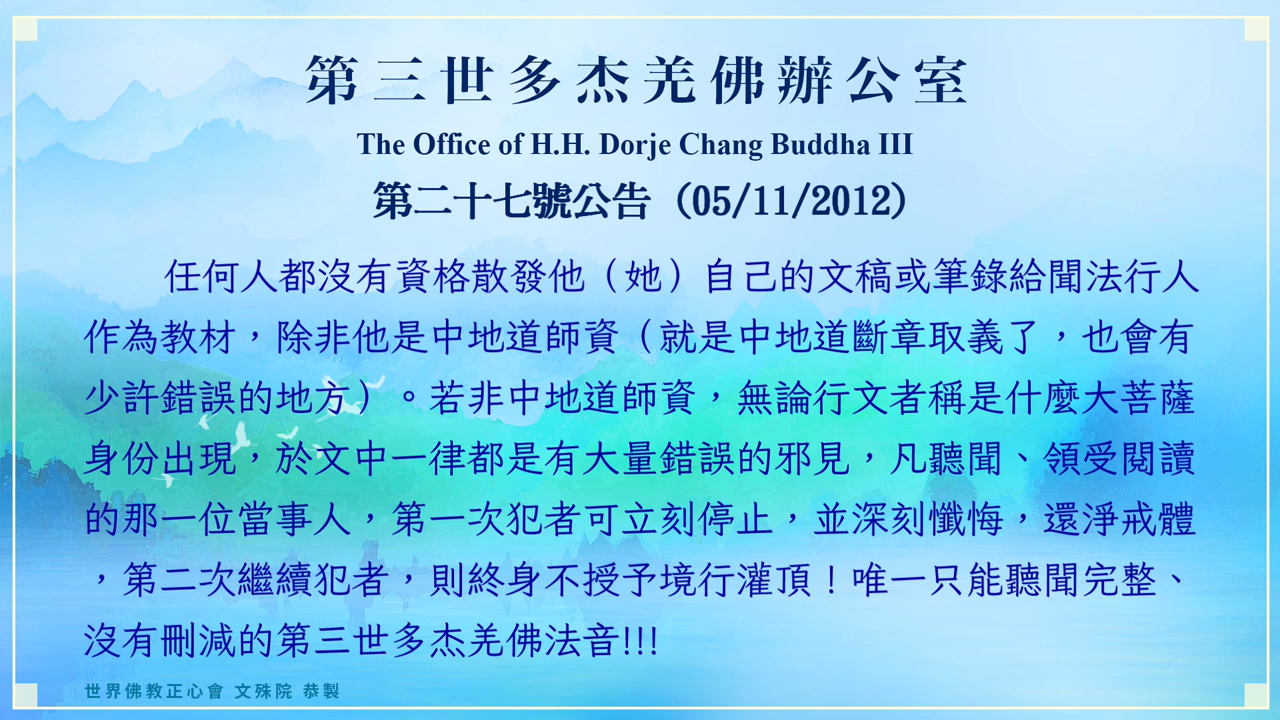 第三世多杰羌佛辦公室
The Office of H.H. Dorje Chang Buddha III
第二十七號公告（05/11/2012）
任何人都沒有資格散發他（她）自己的文稿或筆錄給聞法行人
作為教材，除非他是中地道師資（就是中地道斷章取義了，也會有
少許錯誤的地方）。若非中地道師資，無論行文者稱是什麼大菩薩
身份出現，於文中一律都是有大量錯誤的邪見，凡聽聞、領受閱讀
的那一位當事人，第一次犯者可立刻停止，並深刻懺悔，還淨戒體
，第二次繼續犯者，則終身不授予境行灌頂！唯一只能聽聞完整、
沒有刪減的第三世多杰羌佛法音!!!
世界佛教正心會 文殊院 恭製